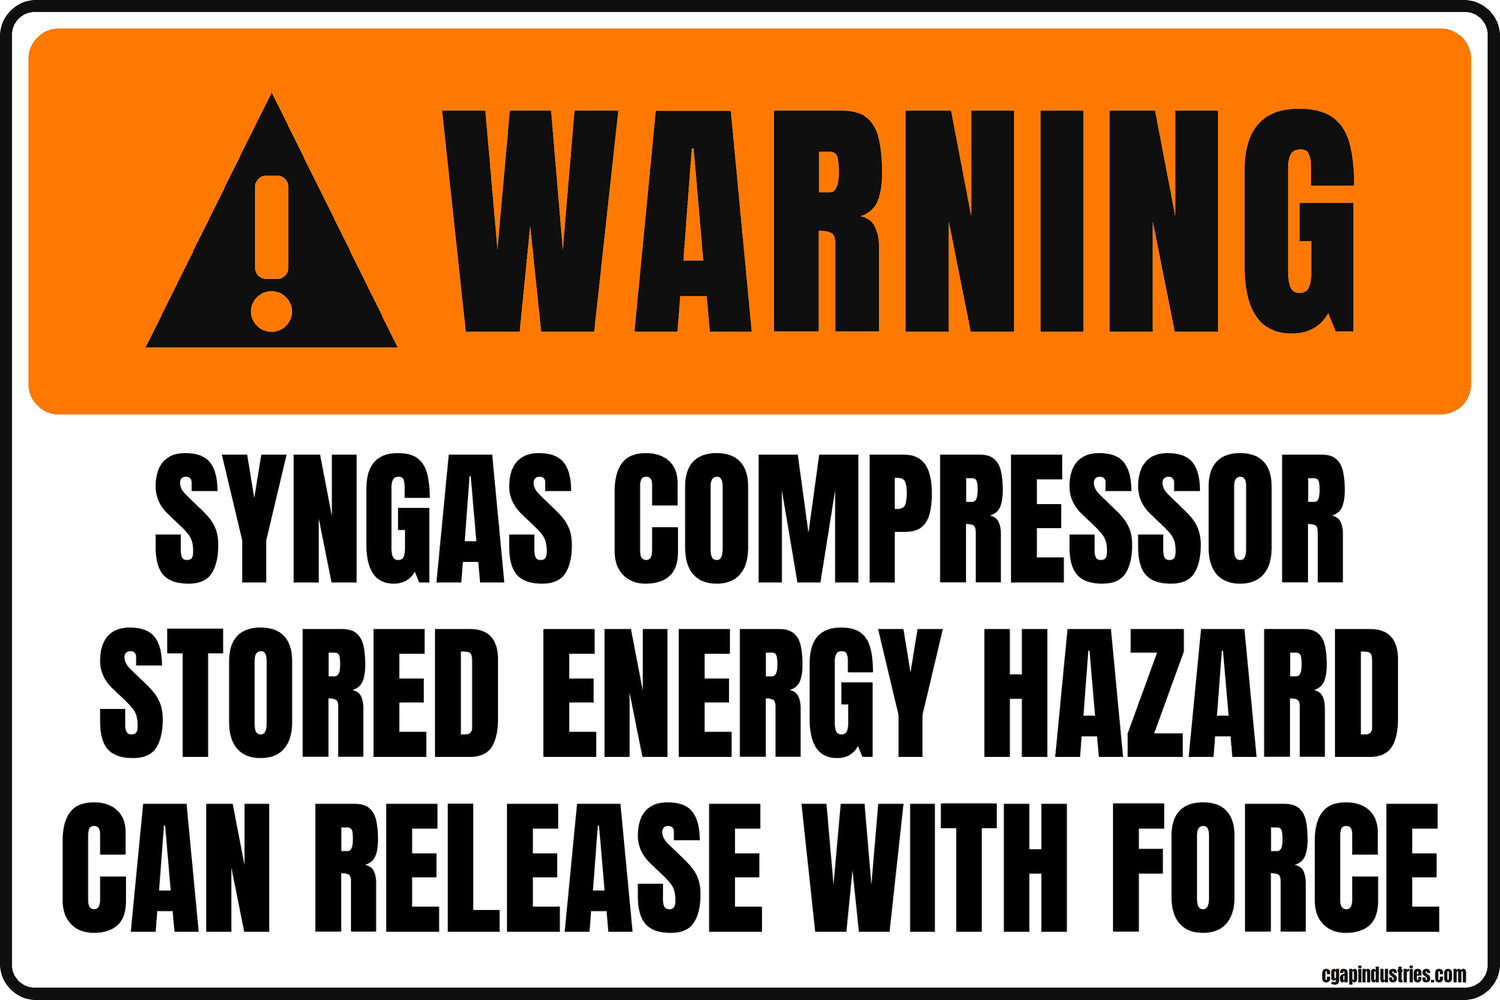 WARNING
SYNGAS COMPRESSOR
STORED ENERGY HAZARD
CAN RELEASE WITH FORCE
cgapindustries.com